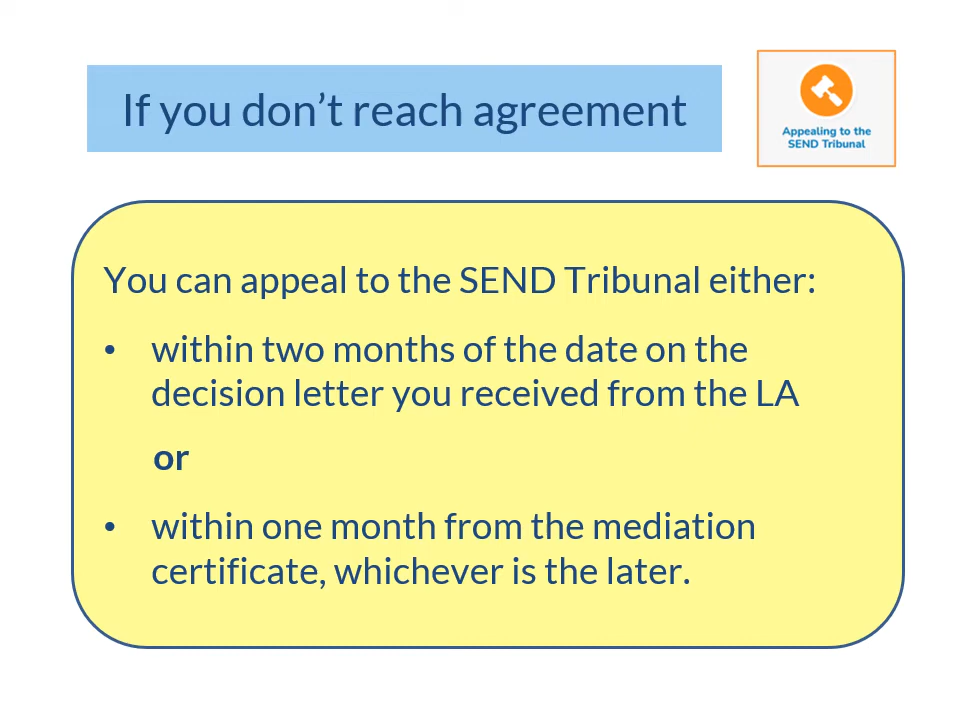 If you don’t reach agreement
Appealing to the
SEND Tribunal
You can appeal to the SEND Tribunal either:
• within two months of the date on the
decision letter you received from the LA
or
• within one month from the mediation
certificate, whichever is the later.